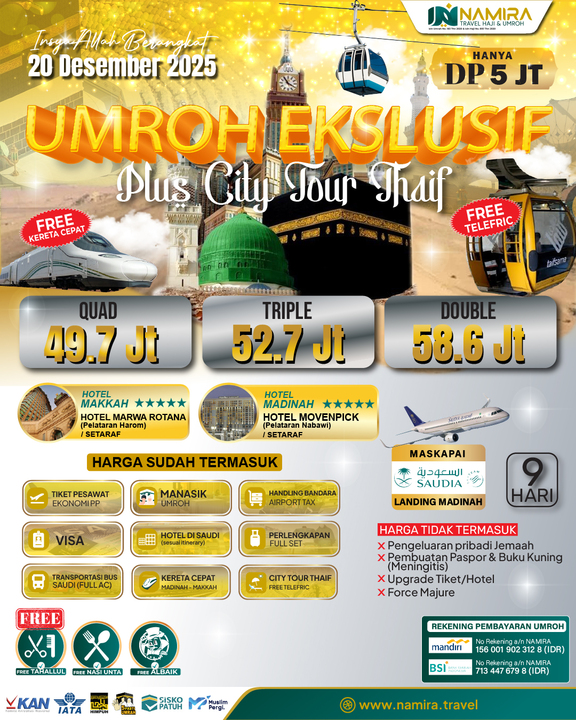 Insya Allah Berangkat
20 Desember 2025
NAMIRA
TRAVEL HAJI & UMROH
HANYA
DP 5 JT
UMROH EKSLUSIF
Plus City Tour Thaif
FREE
KERETA CEPAT
FREE
TELEFRIC
QUAD
49.7 Jt
TRIPLE
52.7 Jt
DOUBLE
58.6 Jt
HOTEL
MAKKAH ★★★★★
HOTEL MARWA ROTANA
(Pelataran Harom)
/ SETARAF
HOTEL
MADINAH ★★★★★
HOTEL MOVENPICK
(Pelataran Nabawi)
/ SETARAF
MASKAPAI
السعودية
SAUDIA
LANDING MADINAH
9
HARI
HARGA SUDAH TERMASUK
TIKET PESAWAT
EKONOMI PP
MANASIK
UMROH
HANDLING BANDARA
AIRPORT TAX
VISA
HOTEL DI SAUDI
(sesuai itinerary)
PERLENGKAPAN
FULL SET
TRANSPORTASI BUS
SAUDI (FULL AC)
KERETA CEPAT
MADINAH - MAKKAH
CITY TOUR THAIF
FREE TELEFRIC
HARGA TIDAK TERMASUK
X Pengeluaran pribadi Jemaah
X Pembuatan Paspor & Buku Kuning
(Meningitis)
X Upgrade Tiket/Hotel
X Force Majure
FREE
FREE TAHALLUL
FREE NASI UNTA
FREE ALBAIK
REKENING PEMBAYARAN UMROH
mandiri
No Rekening a/n NAMIRA
156 001 902 312 8 (IDR)
BSI
No Rekening a/n NAMIRA
713 447 679 8 (IDR)
KAN
IATA
HIMPUH
SISKO
PATUH
Muslim
Pergi.
www.namira.travel